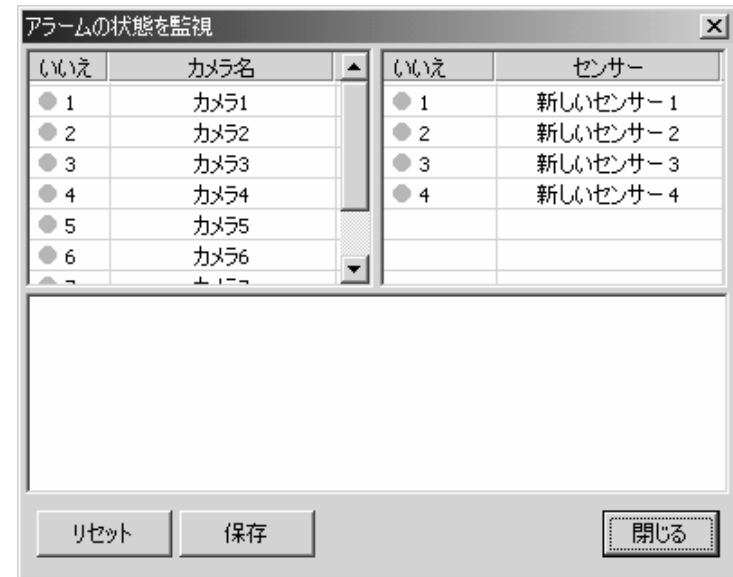 アラームの状態を監視
いいえ カメラ名
1 カメラ1
2 カメラ2
3 カメラ3
4 カメラ4
5 カメラ5
6 カメラ6
いいえ センサー
1 新しいセンサー 1
2 新しいセンサー 2
3 新しいセンサー 3
4 新しいセンサー 4
リセット 保存 閉じる